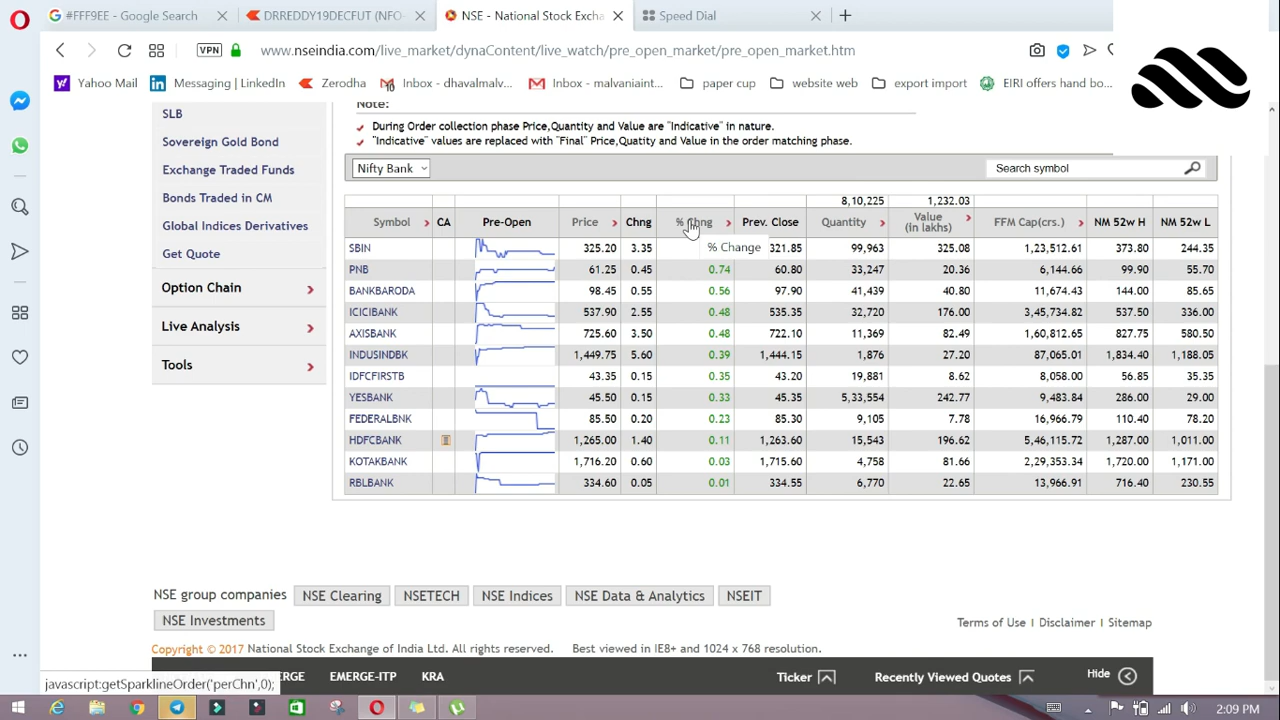 #FFF9EE - Google Search
DRREDDY19DECFUT (NFO
NSE - National Stock Excha
Speed Dial
VPN
www.nseindia.com/live_market/dynaContent/live_watch/pre_open_market/pre_open_market.htm
Yahoo Mail
Messaging | LinkedIn
Zerodha
Inbox - dhavalmalv...
Inbox - malvaniaint...
paper cup
website web
export import
EIRI offers hand bo...
SLB
Sovereign Gold Bond
Exchange Traded Funds
Bonds Traded in CM
Global Indices Derivatives
Get Quote
Option Chain
Live Analysis
Tools
Note:
During Order collection phase Price,Quantity and Value are "Indicative" in nature.
"Indicative" values are replaced with "Final" Price,Quatity and Value in the order matching phase.
Nifty Bank
Search symbol
8,10,225 1,232.03
Symbol CA Pre-Open Price Chng % Chng Prev. Close Quantity Value (in lakhs) FFM Cap(crs.) NM 52w H NM 52w L
SBIN 325.20 3.35 % Change 321.85 99,963 325.08 1,23,512.61 373.80 244.35
PNB 61.25 0.45 0.74 60.80 33,247 20.36 6,144.66 99.90 55.70
BANKBARODA 98.45 0.55 0.56 97.90 41,439 40.80 11,674.43 144.00 85.65
ICICIBANK 537.90 2.55 0.48 535.35 32,720 176.00 3,45,734.82 537.50 336.00
AXISBANK 725.60 3.50 0.48 722.10 11,369 82.49 1,60,812.65 827.75 580.50
INDUSINDBK 1,449.75 5.60 0.39 1,444.15 1,876 27.20 87,065.01 1,834.40 1,188.05
IDFCFIRSTB 43.35 0.15 0.35 43.20 19,881 8.62 8,058.00 56.85 35.35
YESBANK 45.50 0.15 0.33 45.35 5,33,554 242.77 9,483.84 286.00 29.00
FEDERALBNK 85.50 0.20 0.23 85.30 9,105 7.78 16,966.79 110.40 78.20
HDFCBANK 1,265.00 1.40 0.11 1,263.60 15,543 196.62 5,46,115.72 1,287.00 1,011.00
KOTAKBANK 1,716.20 0.60 0.03 1,715.60 4,758 81.66 2,29,353.34 1,720.00 1,171.00
RBLBANK 334.60 0.05 0.01 334.55 6,770 22.65 13,966.91 716.40 230.55
NSE group companies NSE Clearing NSETECH NSE Indices NSE Data & Analytics NSEIT
NSE Investments
Terms of Use | Disclaimer | Sitemap
Copyright © 2017 National Stock Exchange of India Ltd. All rights reserved. Best viewed in IE8+ and 1024 x 768 resolution.
ERGE EMERGE-ITP KRA Ticker Recently Viewed Quotes Hide
javascript:getSparklineOrder('perChn',0);
2:09 PM